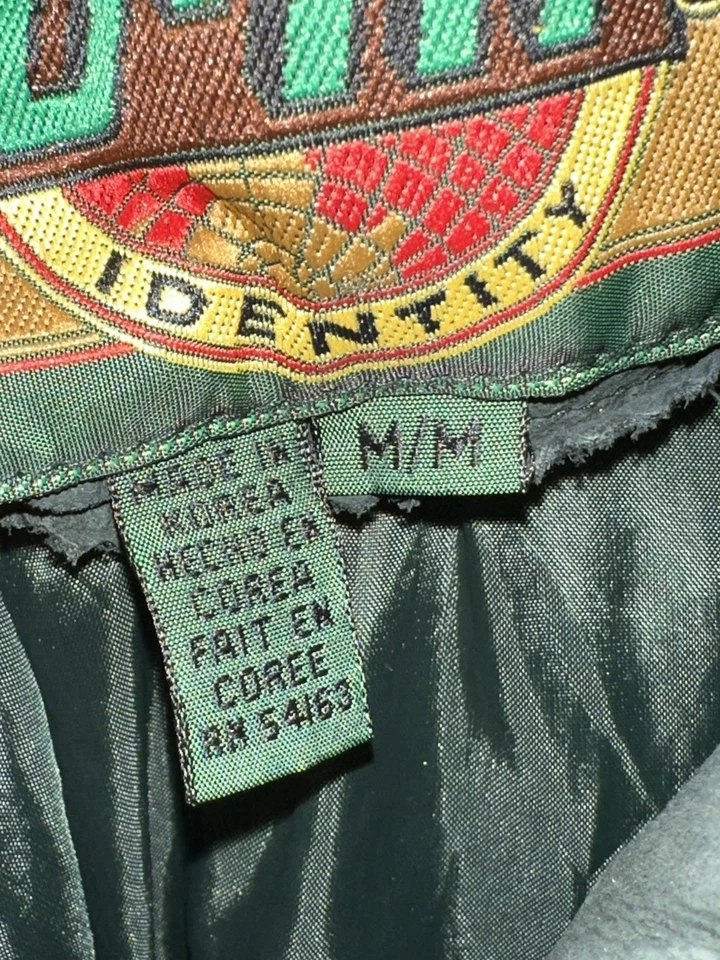 IDENTITY
M/M
MADE IN
KOREA
HECHO EN
COREA
FAIT EN
COREE
RN 54163